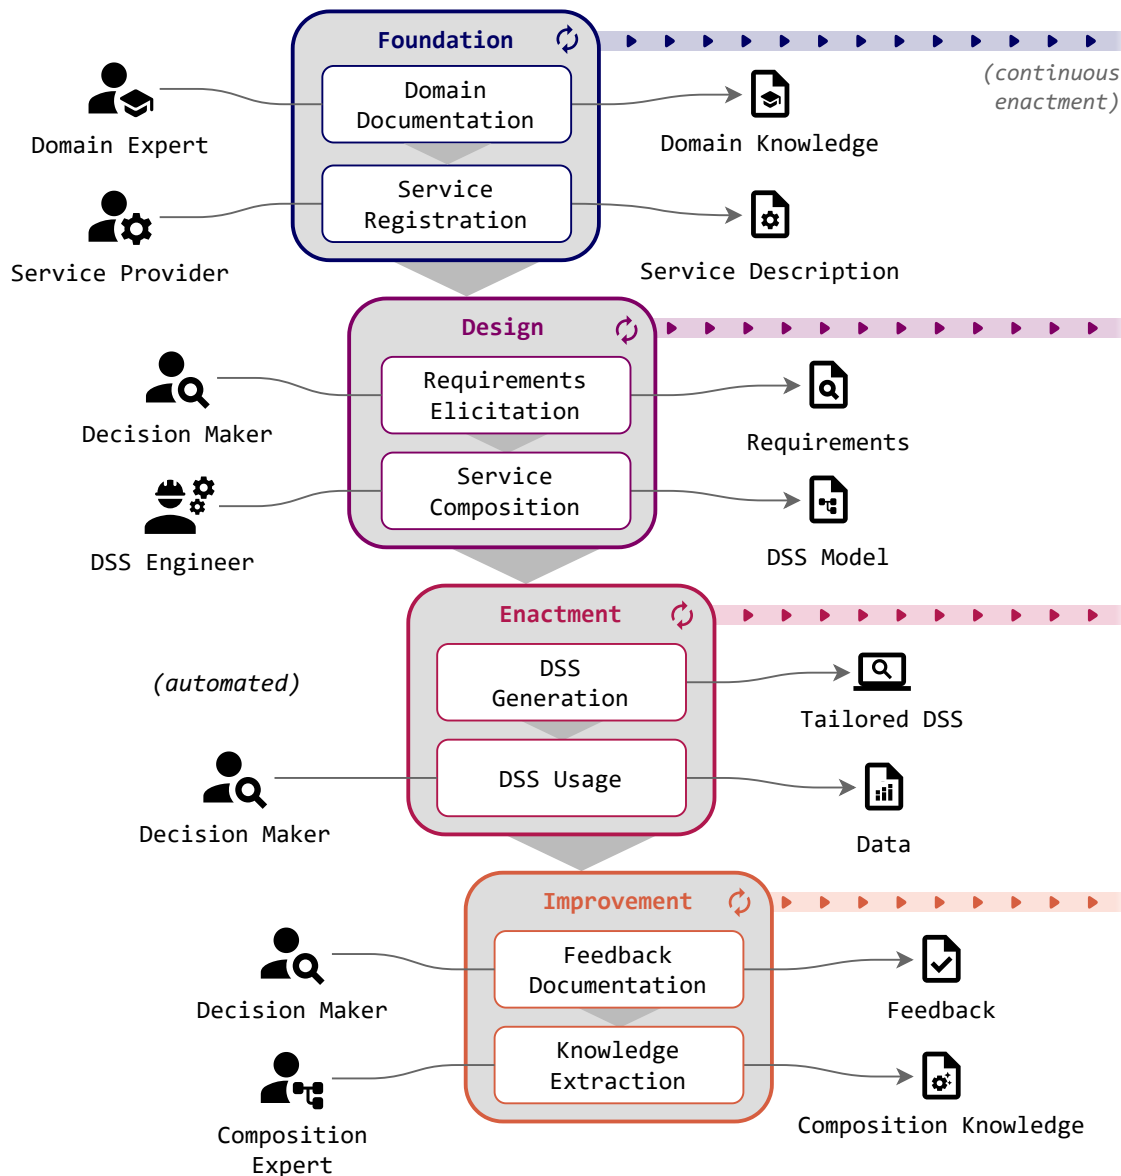 Foundation
(continuous
enactment)
Domain
Documentation
Domain Expert
Domain Knowledge
Service
Registration
Service Provider
Service Description
Design
Requirements
Elicitation
Decision Maker
Requirements
Service
Composition
DSS Engineer
DSS Model
Enactment
(automated)
DSS
Generation
Tailored DSS
DSS Usage
Decision Maker
Data
Improvement
Feedback
Documentation
Decision Maker
Feedback
Knowledge
Extraction
Composition
Expert
Composition Knowledge